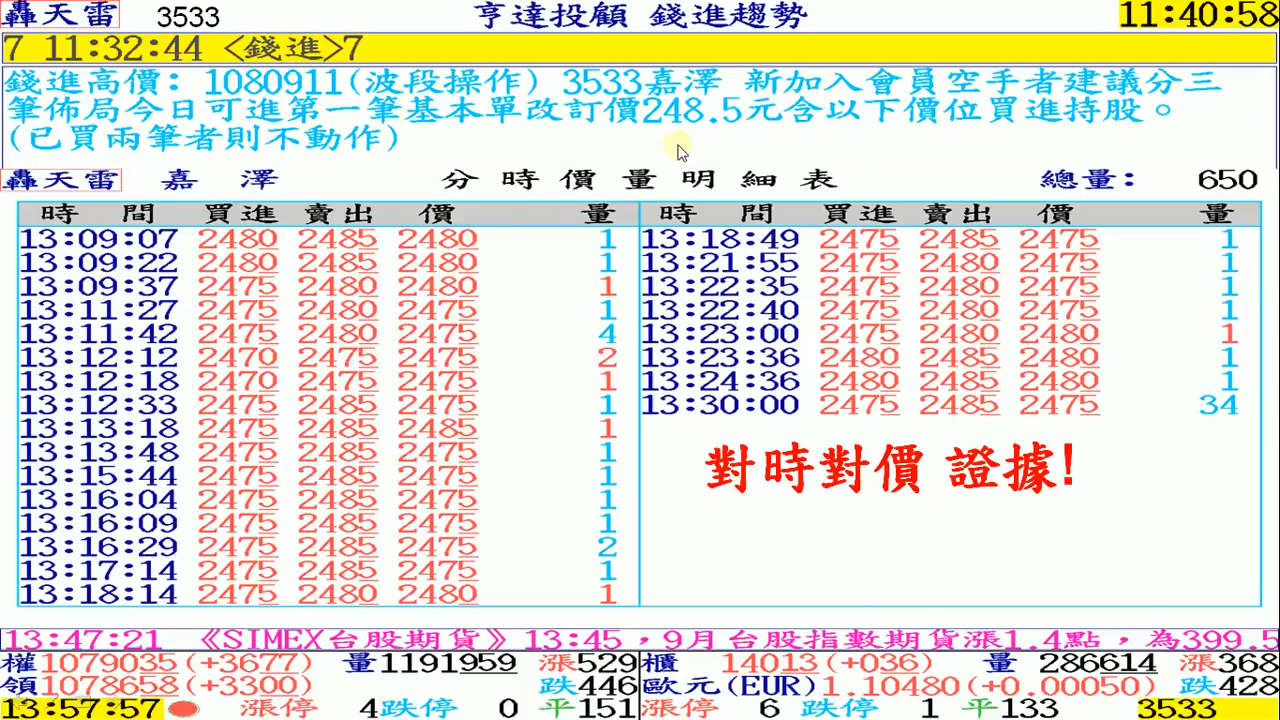 轟天雷 3533 亨達投顧 錢進趨勢 11:40:58
7 11:32:44 <錢進>7
錢進高價: 1080911(波段操作) 3533嘉澤 新加入會員空手者建議分三
筆佈局今日可進第一筆基本單改訂價248.5元含以下價位買進持股。
(已買兩筆者則不動作)
轟天雷 嘉 澤 分時價量明細表 總量: 650
時 間 買進 賣出 價 量 時 間 買進 賣出 價 量
13:09:07 2480 2485 2480 1 13:18:49 2475 2485 2475 1
13:09:22 2480 2485 2480 1 13:21:55 2475 2480 2475 1
13:09:37 2475 2480 2480 1 13:22:35 2475 2480 2475 1
13:11:27 2475 2480 2475 1 13:22:40 2475 2480 2475 1
13:11:42 2475 2480 2475 4 13:23:00 2475 2480 2480 1
13:12:12 2470 2475 2475 2 13:23:36 2480 2485 2480 1
13:12:18 2470 2475 2475 1 13:24:36 2480 2485 2480 1
13:12:33 2475 2485 2475 1 13:30:00 2475 2485 2475 34
13:13:18 2475 2485 2485 1
13:13:48 2475 2485 2475 1
13:15:44 2475 2485 2475 1
13:16:04 2475 2485 2475 1
13:16:09 2475 2485 2475 1
13:16:29 2475 2485 2475 2
13:17:14 2475 2485 2475 1
13:18:14 2475 2480 2480 1
對時對價 證據!
13:47:21 《SIMEX台股期貨》13:45，9月台股指數期貨漲1.4點，為399.5
權1079035(+3677) 量1191959 漲529 櫃 14013(+036) 量 286614 漲368
領1078658(+3300) 跌446 歐元(EUR)1.10480(+0.00050) 跌428
13:57:57 漲停 4跌停 0 平151 漲停 6 跌停 1 平133 3533